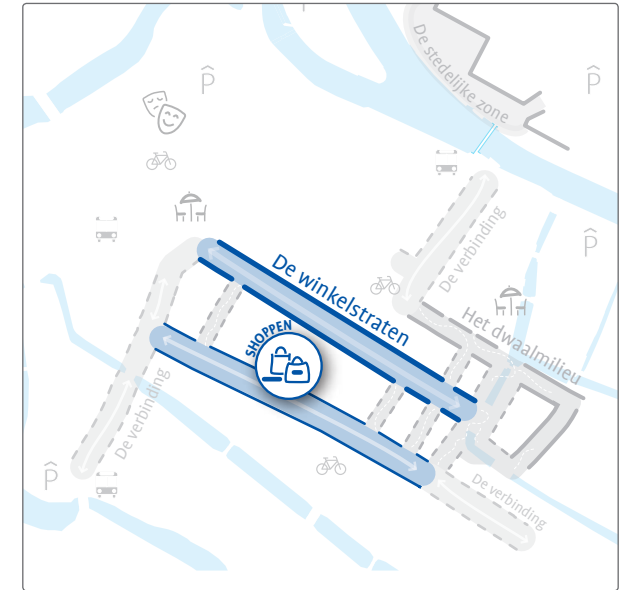 De stedelijke zone
P̂
P̂
De verbinding
P̂
De winkelstraten
SHOPPEN
Het dwaalmilieu
De verbinding
P̂
De verbinding